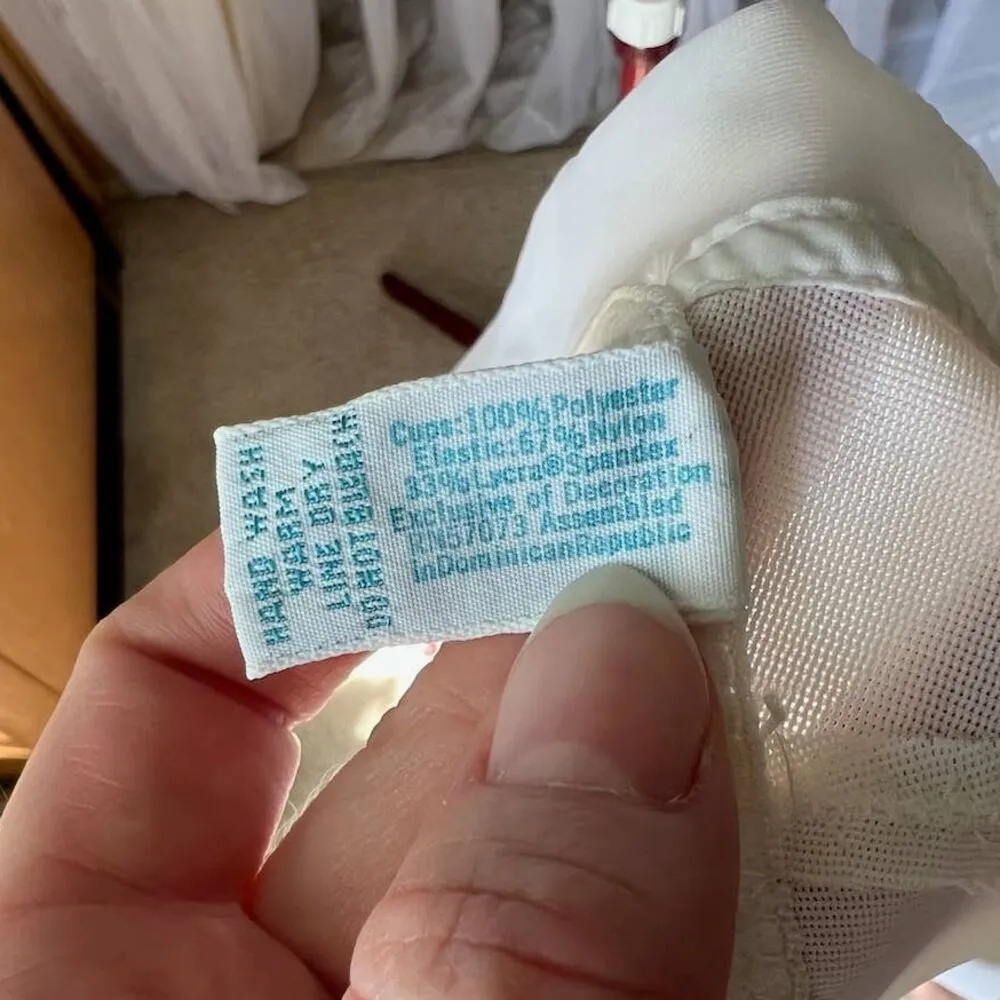 HAND WASH
WARM
LINE DRY
DO NOT BLEACH
Cups:100%Polyester
Elastic:67%Nylon
33%Lycra®Spandex
Exclusive of Decoration
RN57073 Assembled
inDominicanRepublic